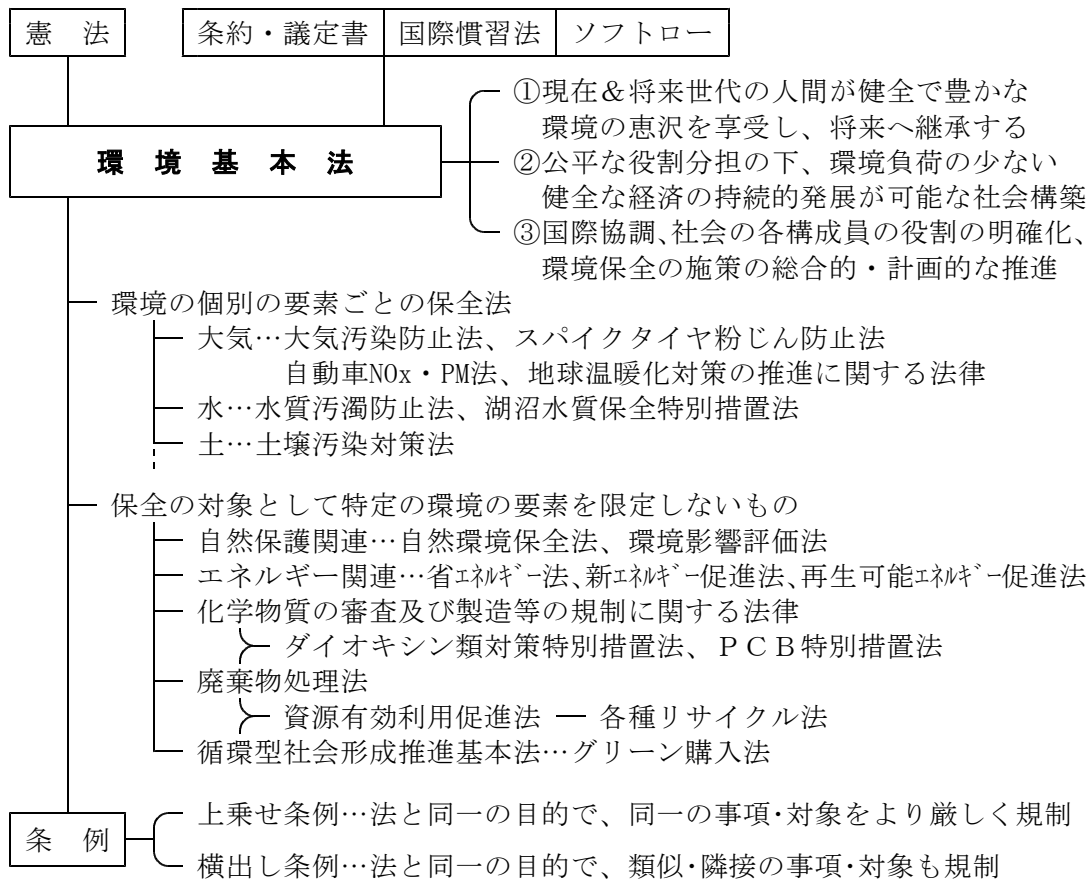 憲 法 条約・議定書 国際慣習法 ソフトロー
①現在＆将来世代の人間が健全で豊かな
環境の恵沢を享受し、将来へ継承する
環 境 基 本 法
②公平な役割分担の下、環境負荷の少ない
健全な経済の持続的発展が可能な社会構築
③国際協調、社会の各構成員の役割の明確化、
環境保全の施策の総合的・計画的な推進
環境の個別の要素ごとの保全法
大気…大気汚染防止法、スパイクタイヤ粉じん防止法
自動車NOx・PM法、地球温暖化対策の推進に関する法律
水…水質汚濁防止法、湖沼水質保全特別措置法
土…土壌汚染対策法
保全の対象として特定の環境の要素を限定しないもの
自然保護関連…自然環境保全法、環境影響評価法
エネルギー関連…省ｴﾈﾙｷﾞｰ法、新ｴﾈﾙｷﾞｰ促進法、再生可能ｴﾈﾙｷﾞｰ促進法
化学物質の審査及び製造等の規制に関する法律
ダイオキシン類対策特別措置法、ＰＣＢ特別措置法
廃棄物処理法
資源有効利用促進法 ― 各種リサイクル法
循環型社会形成推進基本法…グリーン購入法
条 例
上乗せ条例…法と同一の目的で、同一の事項･対象をより厳しく規制
横出し条例…法と同一の目的で、類似･隣接の事項･対象も規制